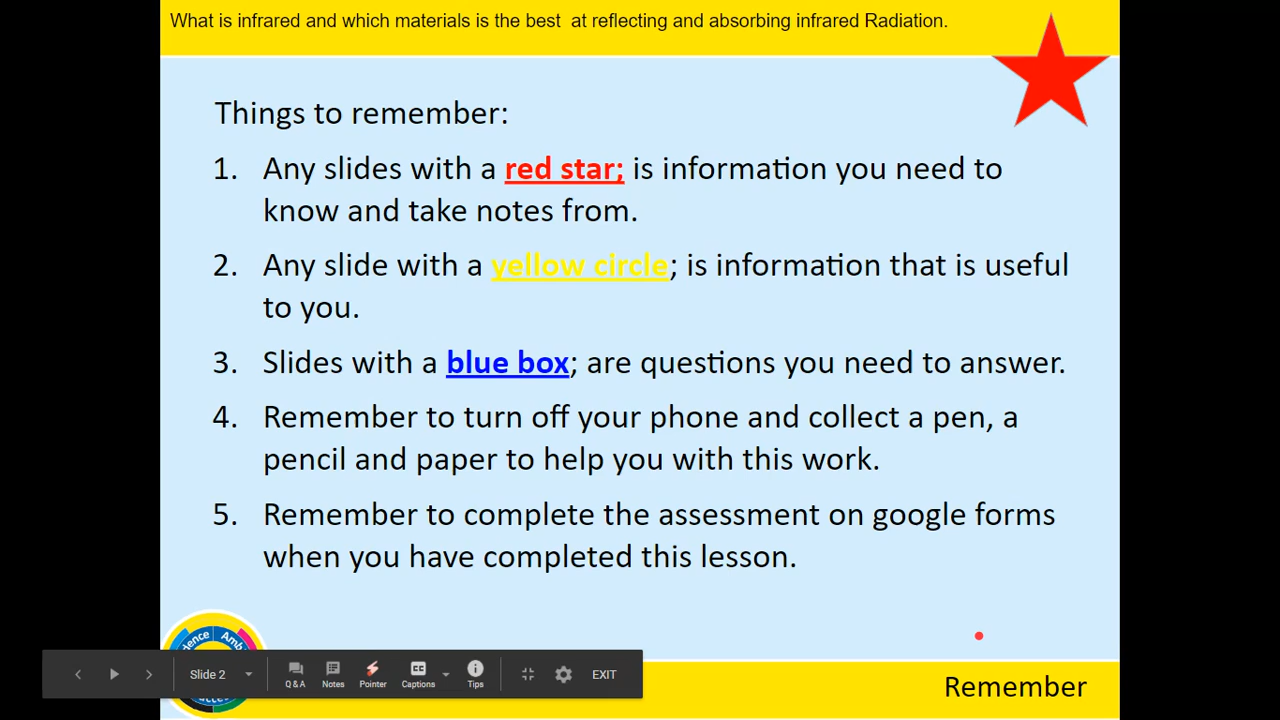 What is infrared and which materials is the best at reflecting and absorbing infrared Radiation.
Things to remember:
1. Any slides with a red star; is information you need to
know and take notes from.
2. Any slide with a yellow circle; is information that is useful
to you.
3. Slides with a blue box; are questions you need to answer.
4. Remember to turn off your phone and collect a pen, a
pencil and paper to help you with this work.
5. Remember to complete the assessment on google forms
when you have completed this lesson.
Slide 2
Q & A
Notes
Pointer
CC
Captions
Tips
EXIT
Remember